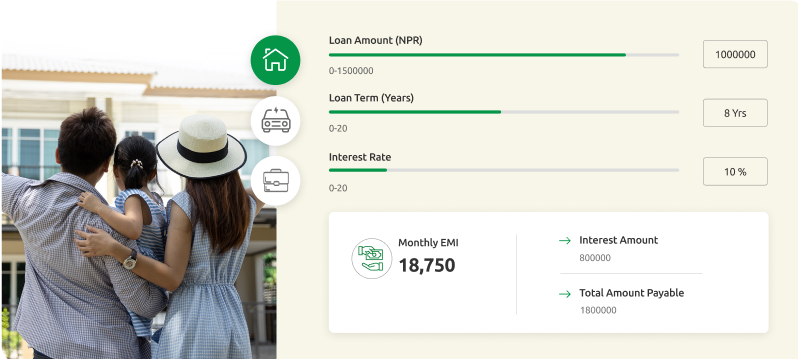 Loan Amount (NPR)
1000000
0-1500000
Loan Term (Years)
8 Yrs
0-20
Interest Rate
10 %
0-20
Monthly EMI
18,750
Interest Amount
800000
Total Amount Payable
1800000